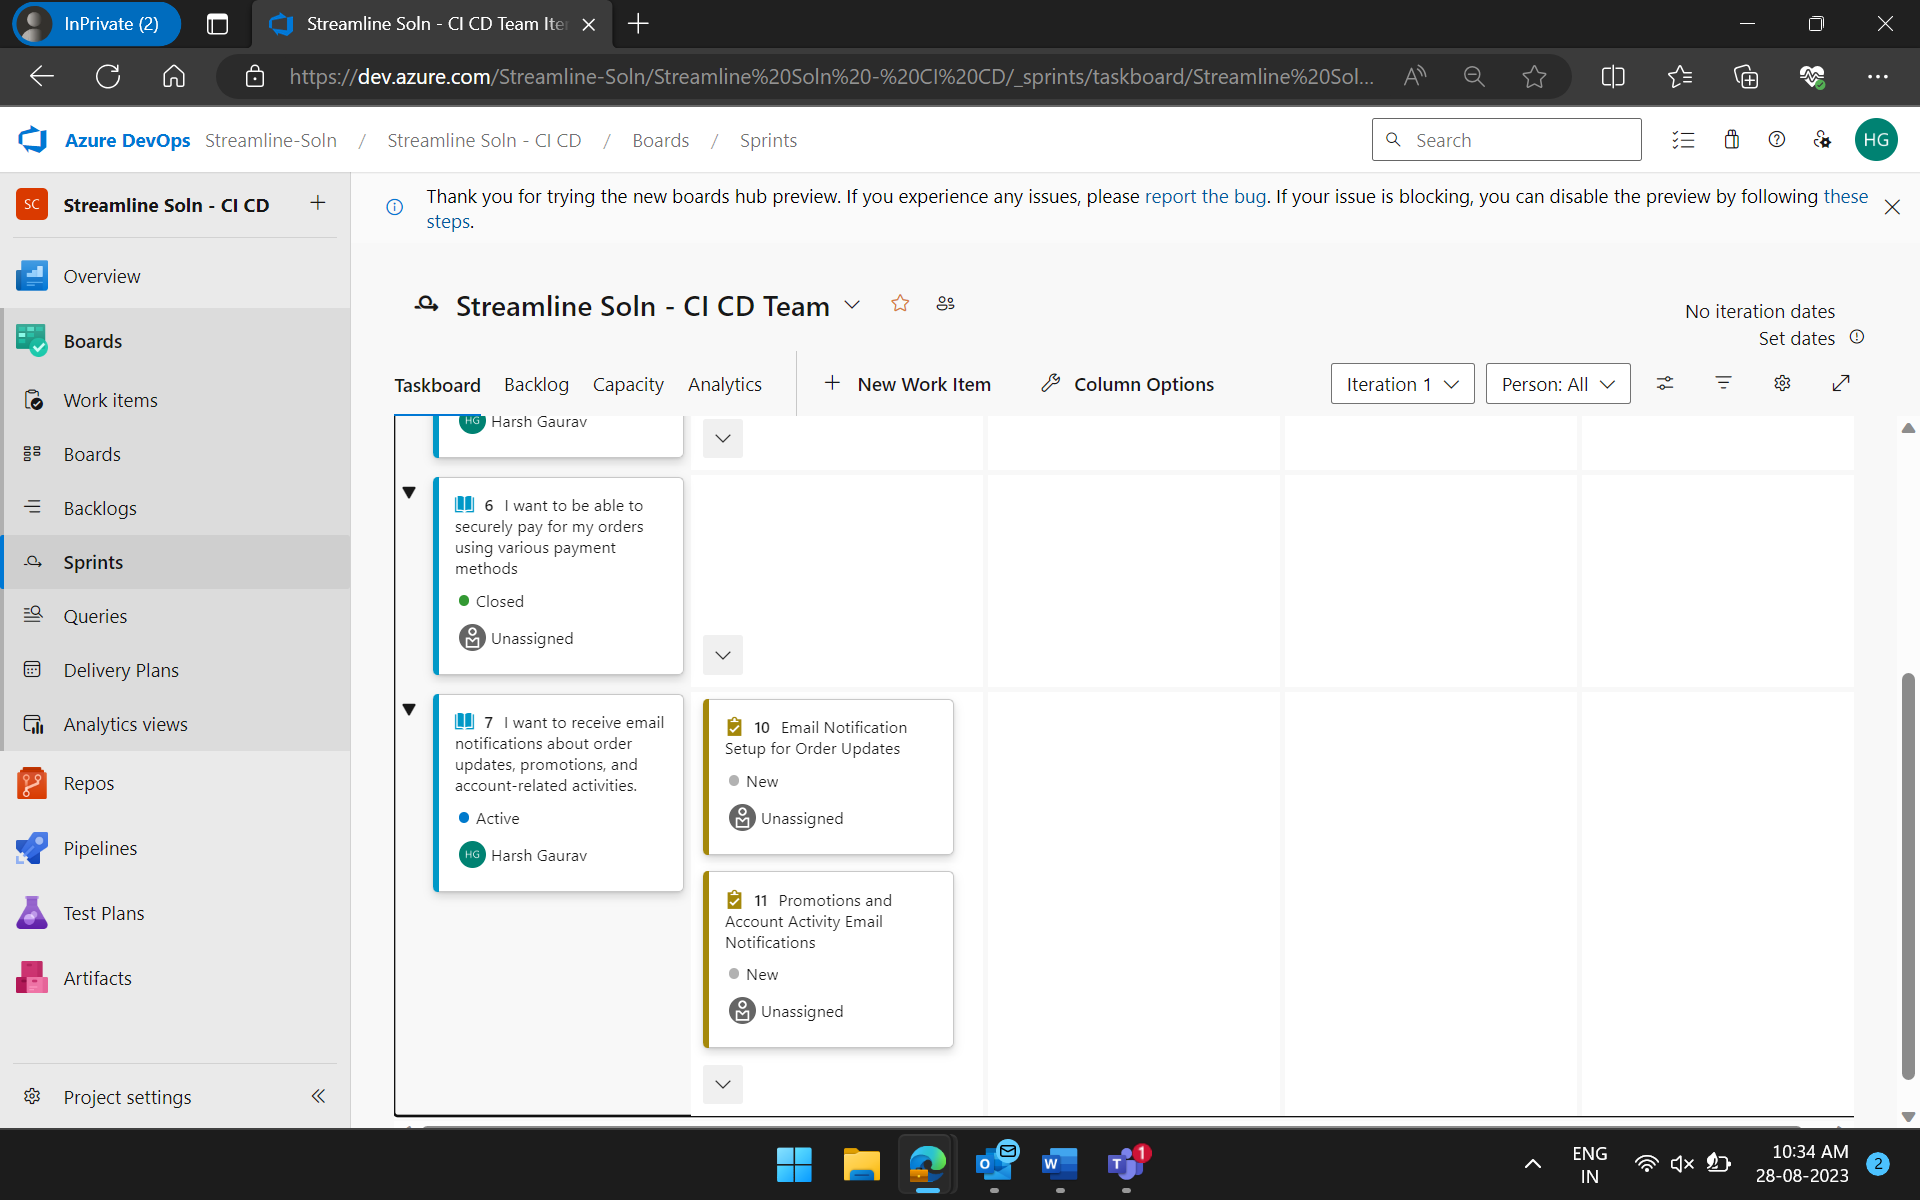 InPrivate (2)
Streamline Soln - CI CD Team Ite
https://dev.azure.com/Streamline-Soln/Streamline%20Soln%20-%20CI%20CD/_sprints/taskboard/Streamline%20Sol...
Azure DevOps Streamline-Soln / Streamline Soln - CI CD / Boards / Sprints
Search
HG
SC Streamline Soln - CI CD
Thank you for trying the new boards hub preview. If you experience any issues, please report the bug. If your issue is blocking, you can disable the preview by following these
steps.
Overview
Boards
Work items
Boards
Backlogs
Sprints
Queries
Delivery Plans
Analytics views
Repos
Pipelines
Test Plans
Artifacts
Project settings
Streamline Soln - CI CD Team
No iteration dates
Set dates
Taskboard Backlog Capacity Analytics New Work Item Column Options
Iteration 1 Person: All
HG Harsh Gaurav
6 I want to be able to
securely pay for my orders
using various payment
methods
Closed
Unassigned
7 I want to receive email
notifications about order
updates, promotions, and
account-related activities.
Active
HG Harsh Gaurav
10 Email Notification
Setup for Order Updates
New
Unassigned
11 Promotions and
Account Activity Email
Notifications
New
Unassigned
1
ENG
IN
10:34 AM
28-08-2023
2